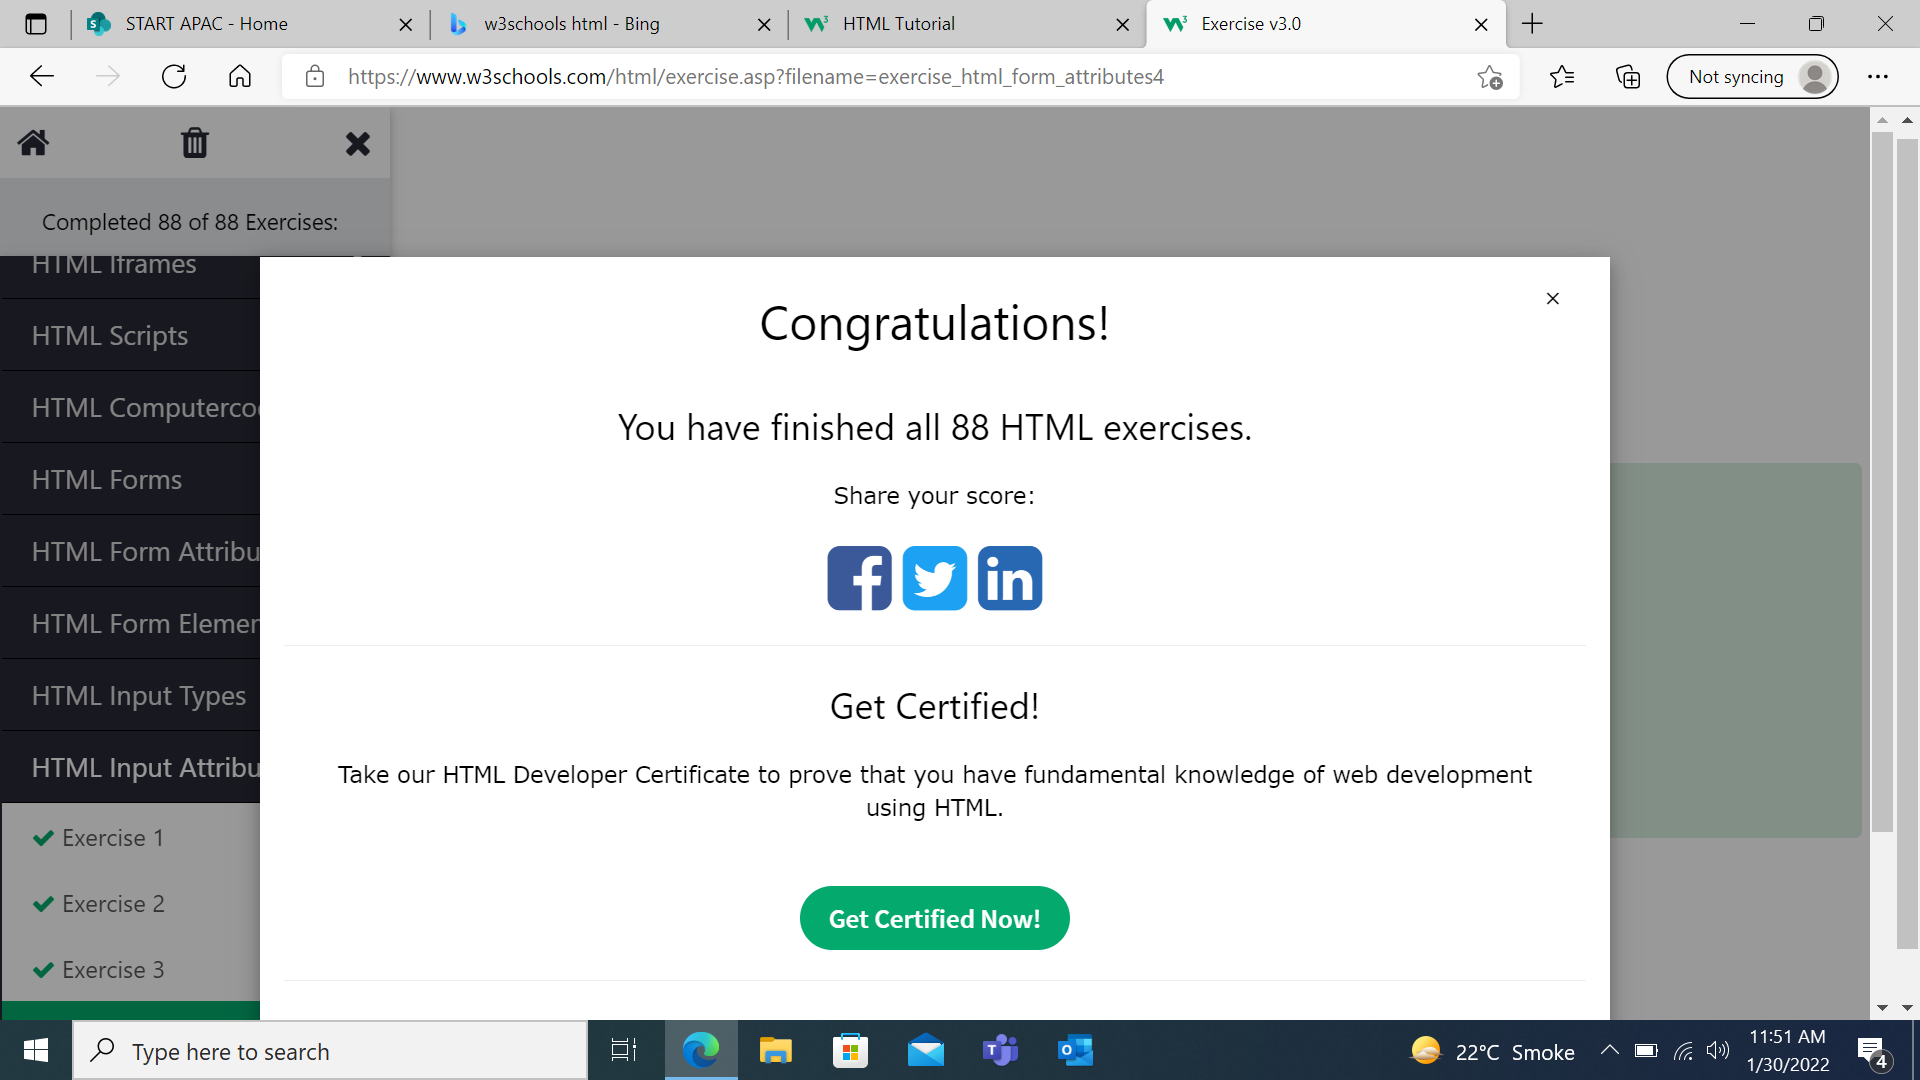 START APAC - Home
w3schools html - Bing
HTML Tutorial
Exercise v3.0
https://www.w3schools.com/html/exercise.asp?filename=exercise_html_form_attributes4
Not syncing
Completed 88 of 88 Exercises:
HTML Iframes
HTML Scripts
HTML Computercod
HTML Forms
HTML Form Attribu
HTML Form Elemen
HTML Input Types
HTML Input Attribu
Exercise 1
Exercise 2
Exercise 3
Congratulations!
You have finished all 88 HTML exercises.
Share your score:
Get Certified!
Take our HTML Developer Certificate to prove that you have fundamental knowledge of web development
using HTML.
Get Certified Now!
Type here to search
22°C Smoke
11:51 AM
1/30/2022
4